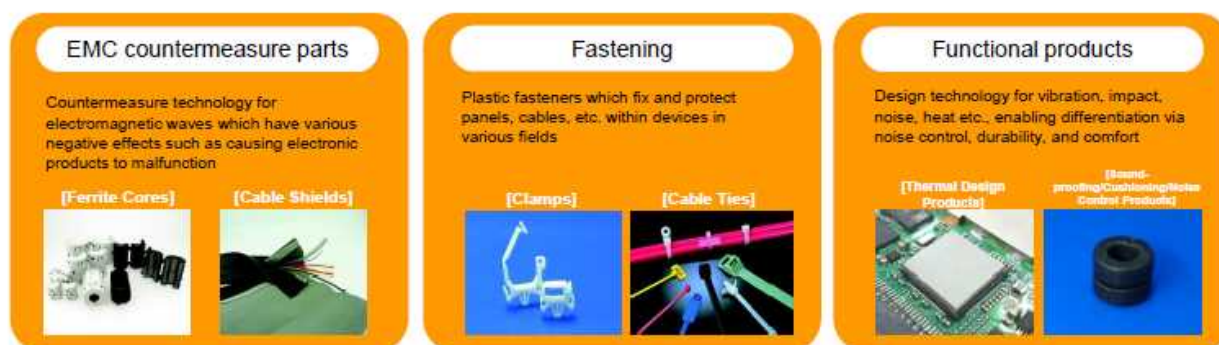 EMC countermeasure parts
Countermeasure technology for
electromagnetic waves which have various
negative effects such as causing electronic
products to malfunction
[Ferrite Cores]
[Cable Shields]
Fastening
Plastic fasteners which fix and protect
panels, cables, etc. within devices in
various fields
[Clamps]
[Cable Ties]
Functional products
Design technology for vibration, impact,
noise, heat etc., enabling differentiation via
noise control, durability, and comfort
[Thermal Design
Products]
[Sound-
proofing/Cushioning/Noise
Control Products]